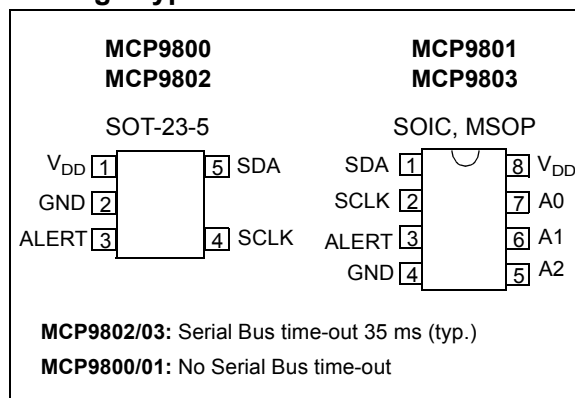 MCP9800
MCP9802
SOT-23-5
VDD 1
5 SDA
GND 2
ALERT 3
4 SCLK
MCP9801
MCP9803
SOIC, MSOP
SDA 1
8 VDD
SCLK 2
7 A0
ALERT 3
6 A1
GND 4
5 A2
MCP9802/03: Serial Bus time-out 35 ms (typ.)
MCP9800/01: No Serial Bus time-out